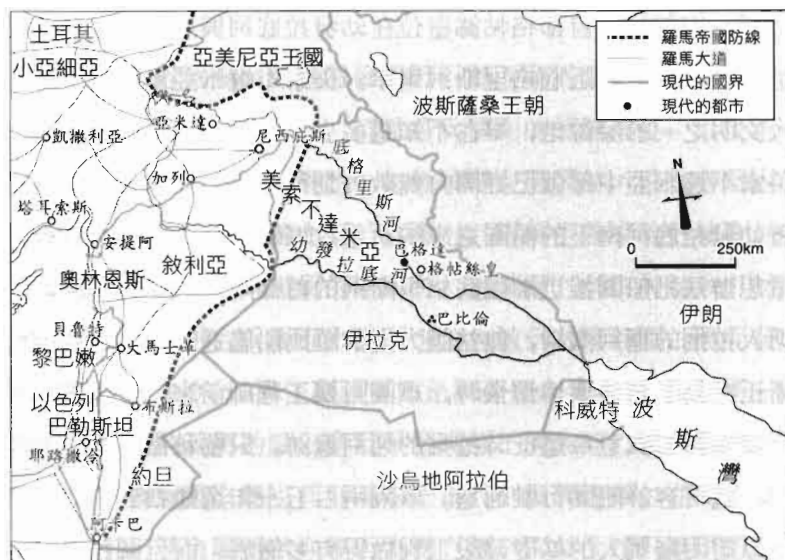 土耳其
小亞細亞
亞美尼亞王國
波斯薩桑王朝
羅馬帝國防線
羅馬大道
現代的國界
現代的都市
凱撒利亞
亞米達
尼西庇斯
加列
底格里斯河
美索不達米亞
塔耳索斯
安提阿
敘利亞
幼發拉底河
巴格達
格帖絲皇
N
0 250km
奧林恩斯
貝魯特
黎巴嫩
大馬士革
巴比倫
伊拉克
伊朗
以色列
布斯拉
巴勒斯坦
耶路撒冷
約旦
科威特
波斯灣
沙烏地阿拉伯
阿卡巴